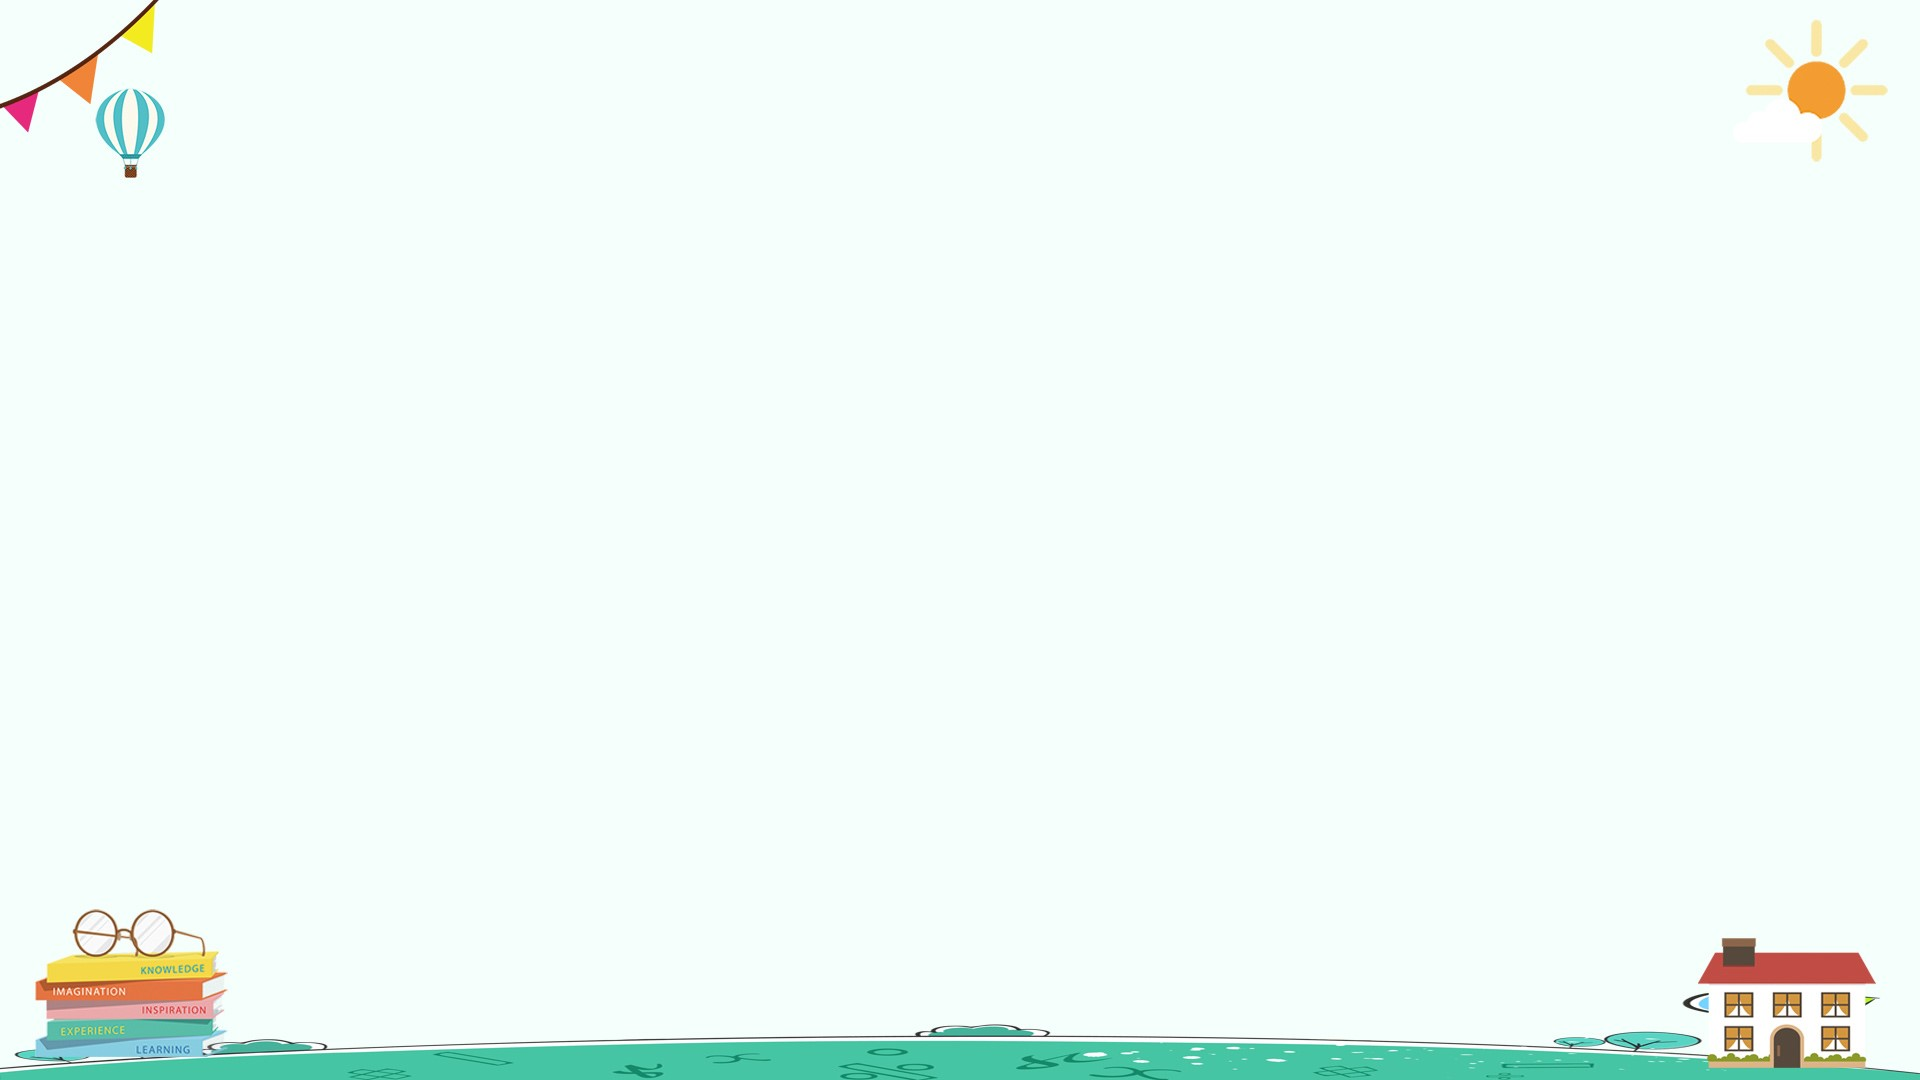 KNOWLEDGE
IMAGINATION
INSPIRATION
EXPERIENCE
LEARNING